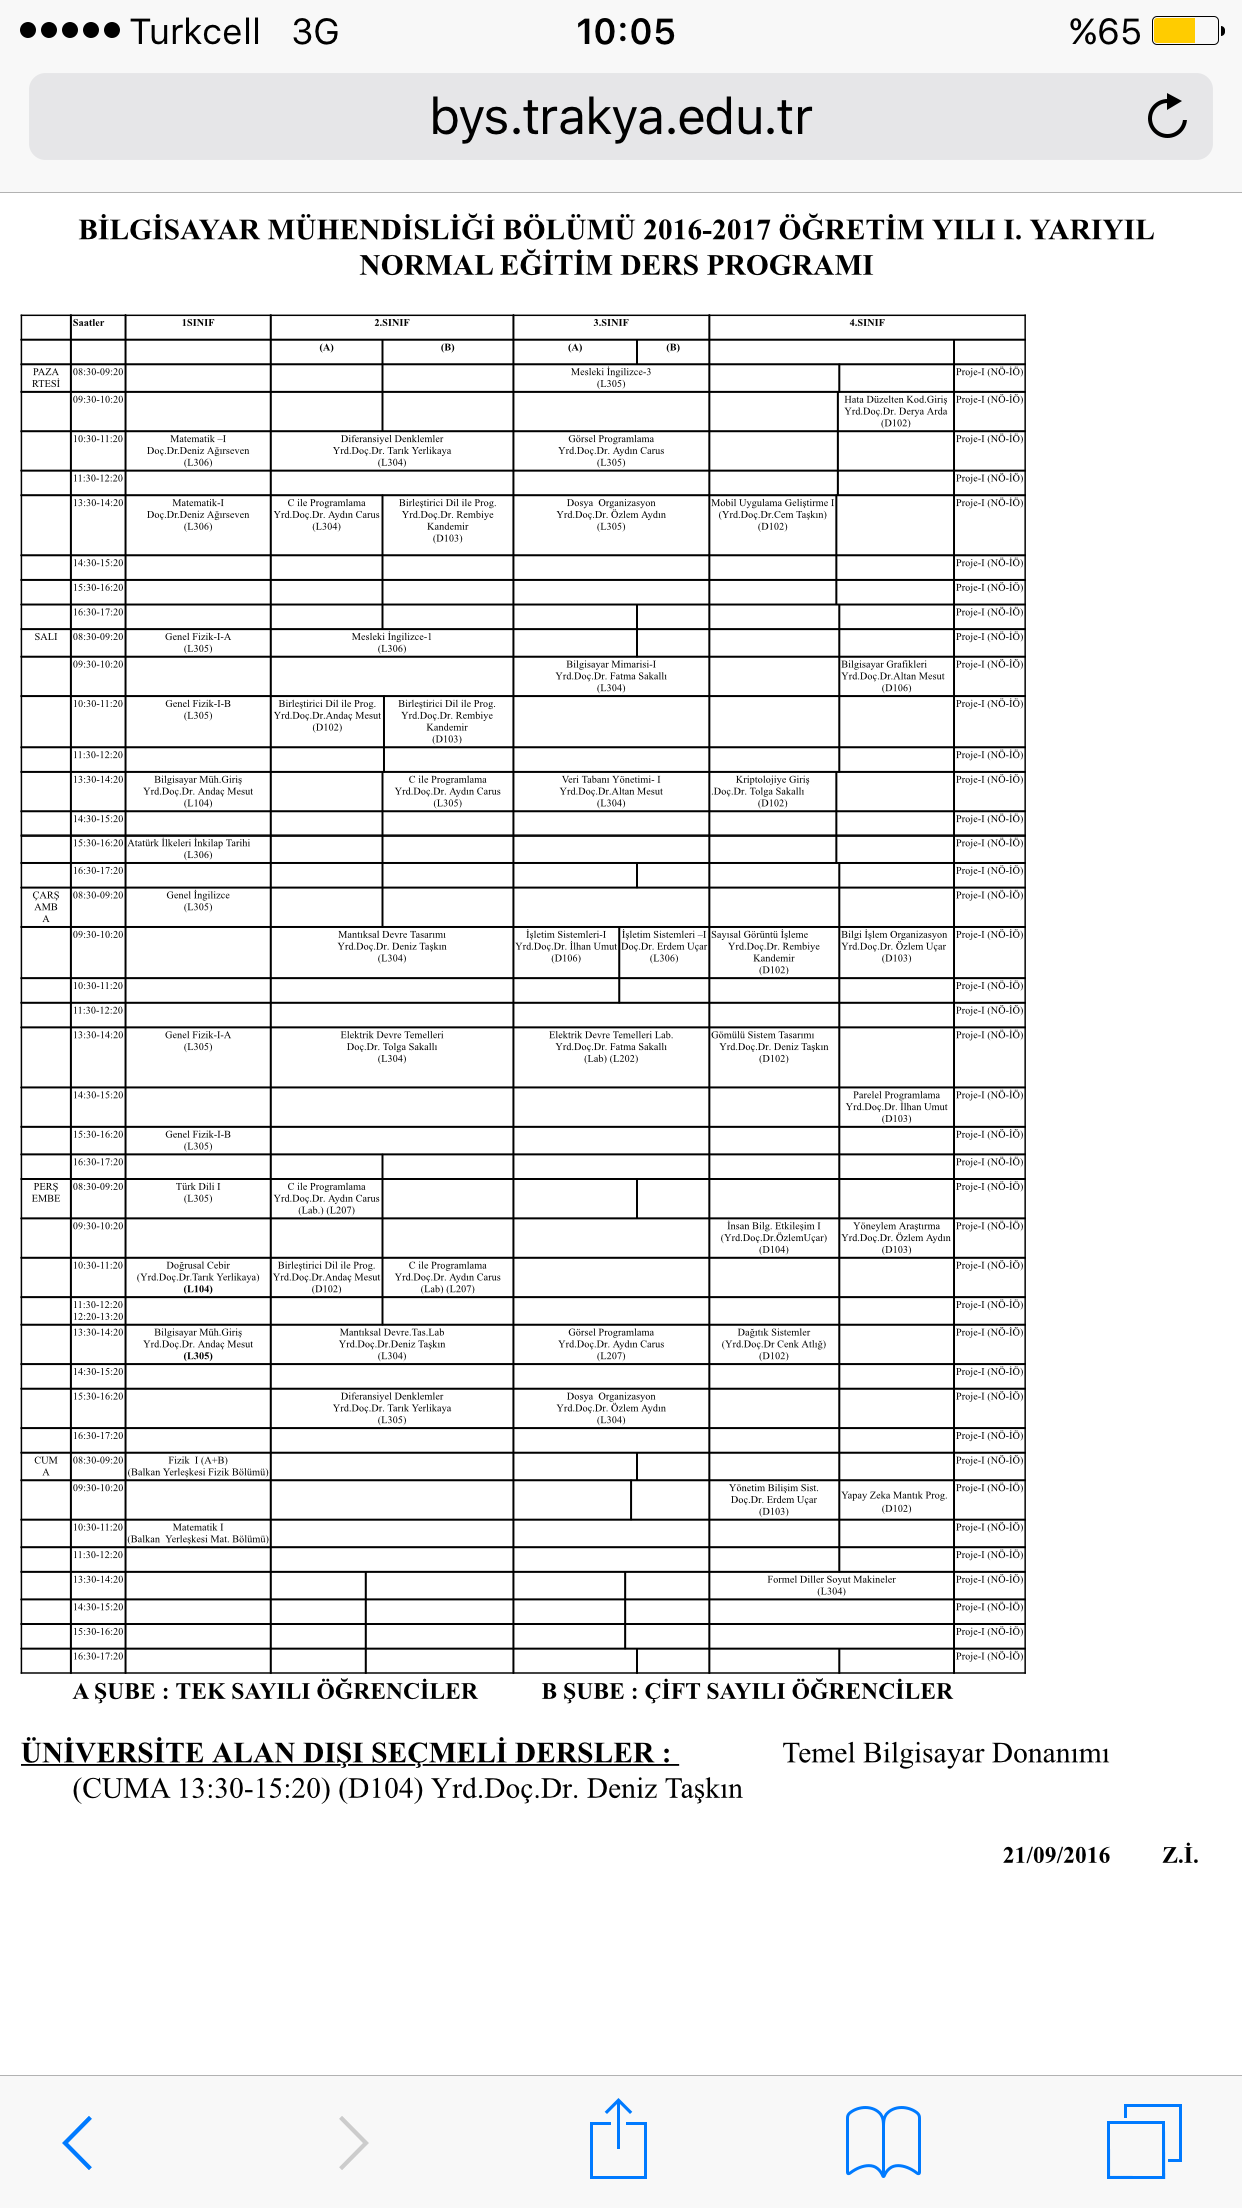 Turkcell 3G 10:05 %65
bys.trakya.edu.tr
BİLGİSAYAR MÜHENDİSLİĞİ BÖLÜMÜ 2016-2017 ÖĞRETİM YILI I. YARIYIL
NORMAL EĞİTİM DERS PROGRAMI
Saatler 1SINIF 2.SINIF 3.SINIF 4.SINIF
(A) (B) (A) (B)
PAZA 08:30-09:20 Mesleki İngilizce-3 Proje-I (NÖ-İÖ)
RTESİ (L305)
09:30-10:20 Hata Düzelten Kod.Giriş Proje-I (NÖ-İÖ)
Yrd.Doç.Dr. Derya Arda
(D102)
10:30-11:20 Matematik –I Diferansiyel Denklemler Görsel Programlama Proje-I (NÖ-İÖ)
Doç.Dr.Deniz Ağırseven Yrd.Doç.Dr. Tarık Yerlikaya Yrd.Doç.Dr. Aydın Carus
(L306) (L304) (L305)
11:30-12:20 Proje-I (NÖ-İÖ)
13:30-14:20 Matematik-I C ile Programlama Birleştirici Dil ile Prog. Dosya Organizasyon Mobil Uygulama Geliştirme I Proje-I (NÖ-İÖ)
Doç.Dr.Deniz Ağırseven Yrd.Doç.Dr. Aydın Carus Yrd.Doç.Dr. Rembiye Yrd.Doç.Dr. Özlem Aydın (Yrd.Doç.Dr.Cem Taşkın)
(L306) (L304) Kandemir (L305) (D102)
(D103)
14:30-15:20 Proje-I (NÖ-İÖ)
15:30-16:20 Proje-I (NÖ-İÖ)
16:30-17:20 Proje-I (NÖ-İÖ)
SALI 08:30-09:20 Genel Fizik-I-A Mesleki İngilizce-1 Proje-I (NÖ-İÖ)
(L305) (L306)
09:30-10:20 Bilgisayar Mimarisi-I Bilgisayar Grafikleri Proje-I (NÖ-İÖ)
Yrd.Doç.Dr. Fatma Sakallı Yrd.Doç.Dr.Altan Mesut
(L304) (D106)
10:30-11:20 Genel Fizik-I-B Birleştirici Dil ile Prog. Birleştirici Dil ile Prog. Proje-I (NÖ-İÖ)
(L305) Yrd.Doç.Dr.Andaç Mesut Yrd.Doç.Dr. Rembiye
(D102) Kandemir
(D103)
11:30-12:20 Proje-I (NÖ-İÖ)
13:30-14:20 Bilgisayar Müh.Giriş C ile Programlama Veri Tabanı Yönetimi- I Kriptolojiye Giriş Proje-I (NÖ-İÖ)
Yrd.Doç.Dr. Andaç Mesut Yrd.Doç.Dr. Aydın Carus Yrd.Doç.Dr.Altan Mesut .Doç.Dr. Tolga Sakallı
(L104) (L305) (L304) (D102)
14:30-15:20 Proje-I (NÖ-İÖ)
15:30-16:20 Atatürk İlkeleri İnkilap Tarihi Proje-I (NÖ-İÖ)
(L306)
16:30-17:20 Proje-I (NÖ-İÖ)
ÇARŞ 08:30-09:20 Genel İngilizce Proje-I (NÖ-İÖ)
AMB (L305)
A
09:30-10:20 Mantıksal Devre Tasarımı İşletim Sistemleri-I İşletim Sistemleri –I Sayısal Görüntü İşleme Bilgi İşlem Organizasyon Proje-I (NÖ-İÖ)
Yrd.Doç.Dr. Deniz Taşkın Yrd.Doç.Dr. İlhan Umut Doç.Dr. Erdem Uçar Yrd.Doç.Dr. Rembiye Yrd.Doç.Dr. Özlem Uçar
(L304) (D106) (L306) Kandemir (D103)
(D102)
10:30-11:20 Proje-I (NÖ-İÖ)
11:30-12:20 Proje-I (NÖ-İÖ)
13:30-14:20 Genel Fizik-I-A Elektrik Devre Temelleri Elektrik Devre Temelleri Lab. Gömülü Sistem Tasarımı Proje-I (NÖ-İÖ)
(L305) Doç.Dr. Tolga Sakallı Yrd.Doç.Dr. Fatma Sakallı Yrd.Doç.Dr. Deniz Taşkın
(L304) (Lab) (L202) (D102)
14:30-15:20 Parelel Programlama Proje-I (NÖ-İÖ)
Yrd.Doç.Dr. İlhan Umut
(D103)
15:30-16:20 Genel Fizik-I-B Proje-I (NÖ-İÖ)
(L305)
16:30-17:20 Proje-I (NÖ-İÖ)
PERŞ 08:30-09:20 Türk Dili I C ile Programlama Proje-I (NÖ-İÖ)
EMBE (L305) Yrd.Doç.Dr. Aydın Carus
(Lab.) (L207)
09:30-10:20 İnsan Bilg. Etkileşim I Yöneylem Araştırma Proje-I (NÖ-İÖ)
(Yrd.Doç.Dr.ÖzlemUçar) Yrd.Doç.Dr. Özlem Aydın
(D104) (D103)
10:30-11:20 Doğrusal Cebir Birleştirici Dil ile Prog. C ile Programlama Proje-I (NÖ-İÖ)
(Yrd.Doç.Dr.Tarık Yerlikaya) Yrd.Doç.Dr.Andaç Mesut Yrd.Doç.Dr. Aydın Carus
(L104) (D102) (Lab) (L207)
11:30-12:20 Proje-I (NÖ-İÖ)
12:20-13:20
13:30-14:20 Bilgisayar Müh.Giriş Mantıksal Devre.Tas.Lab Görsel Programlama Dağıtık Sistemler Proje-I (NÖ-İÖ)
Yrd.Doç.Dr. Andaç Mesut Yrd.Doç.Dr.Deniz Taşkın Yrd.Doç.Dr. Aydın Carus (Yrd.Doç.Dr Cenk Atlığ)
(L305) (L304) (L207) (D102)
14:30-15:20 Proje-I (NÖ-İÖ)
15:30-16:20 Diferansiyel Denklemler Dosya Organizasyon Proje-I (NÖ-İÖ)
Yrd.Doç.Dr. Tarık Yerlikaya Yrd.Doç.Dr. Özlem Aydın
(L305) (L304)
16:30-17:20 Proje-I (NÖ-İÖ)
CUM 08:30-09:20 Fizik I (A+B) Proje-I (NÖ-İÖ)
A (Balkan Yerleşkesi Fizik Bölümü)
09:30-10:20 Yönetim Bilişim Sist. Yapay Zeka Mantık Prog. Proje-I (NÖ-İÖ)
Doç.Dr. Erdem Uçar (D102)
(D103)
10:30-11:20 Matematik I Proje-I (NÖ-İÖ)
(Balkan Yerleşkesi Mat. Bölümü)
11:30-12:20 Proje-I (NÖ-İÖ)
13:30-14:20 Formel Diller Soyut Makineler Proje-I (NÖ-İÖ)
(L304)
14:30-15:20 Proje-I (NÖ-İÖ)
15:30-16:20 Proje-I (NÖ-İÖ)
16:30-17:20 Proje-I (NÖ-İÖ)
A ŞUBE : TEK SAYILI ÖĞRENCİLER B ŞUBE : ÇİFT SAYILI ÖĞRENCİLER
ÜNİVERSİTE ALAN DIŞI SEÇMELİ DERSLER : Temel Bilgisayar Donanımı
(CUMA 13:30-15:20) (D104) Yrd.Doç.Dr. Deniz Taşkın
21/09/2016 Z.İ.